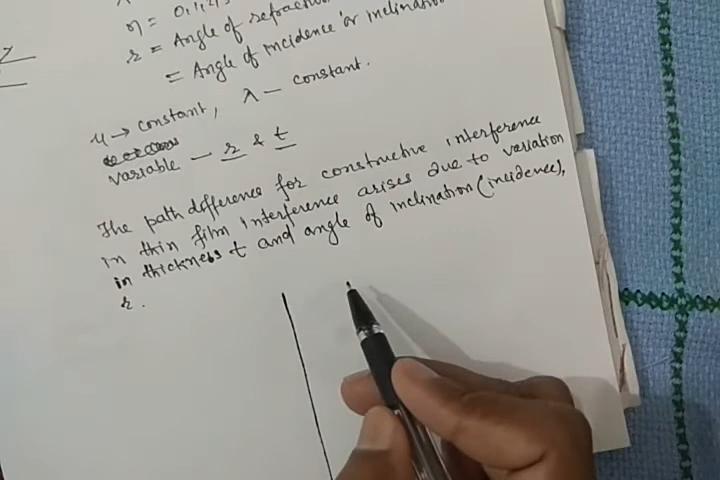 η = 0,1,2,3
r = Angle of refraction
= Angle of incidence or inclination
μ → constant, λ — constant.
variable — r & t
The path difference for constructive interference
in thin film interference arises due to variation
in thickness t and angle of inclination (incidence),
r.